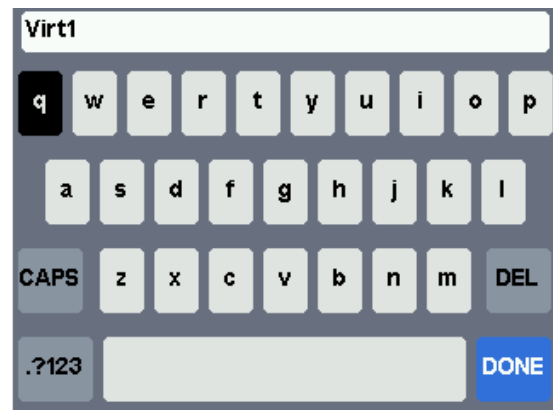 Virt1
q w e r t y u i o p
a s d f g h j k l
CAPS z x c v b n m DEL
.?123 DONE